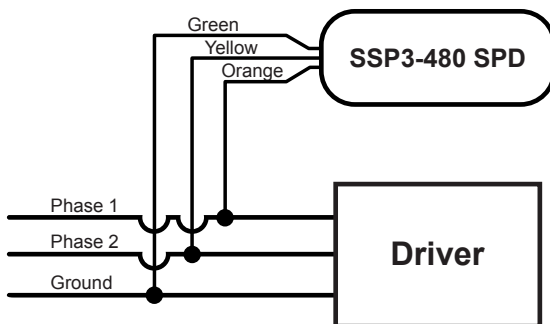 Green
Yellow
Orange
SSP3-480 SPD
Phase 1
Phase 2
Ground
Driver